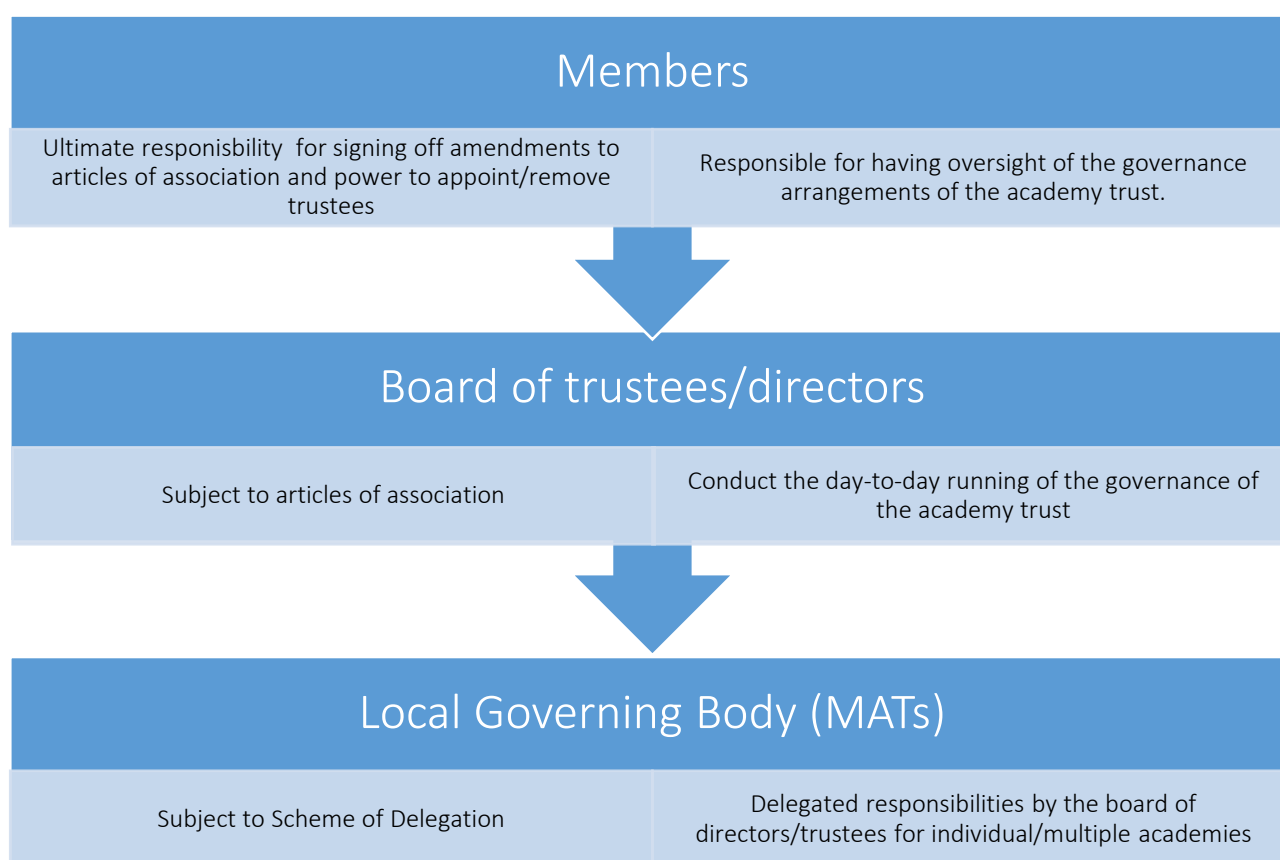 Members
Ultimate responisbility  for signing off amendments to
articles of association and power to appoint/remove
trustees
Responsible for having oversight of the governance
arrangements of the academy trust.
Board of trustees/directors
Subject to articles of association
Conduct the day-to-day running of the governance of
the academy trust
Local Governing Body (MATs)
Subject to Scheme of Delegation
Delegated responsibilities by the board of
directors/trustees for individual/multiple academies